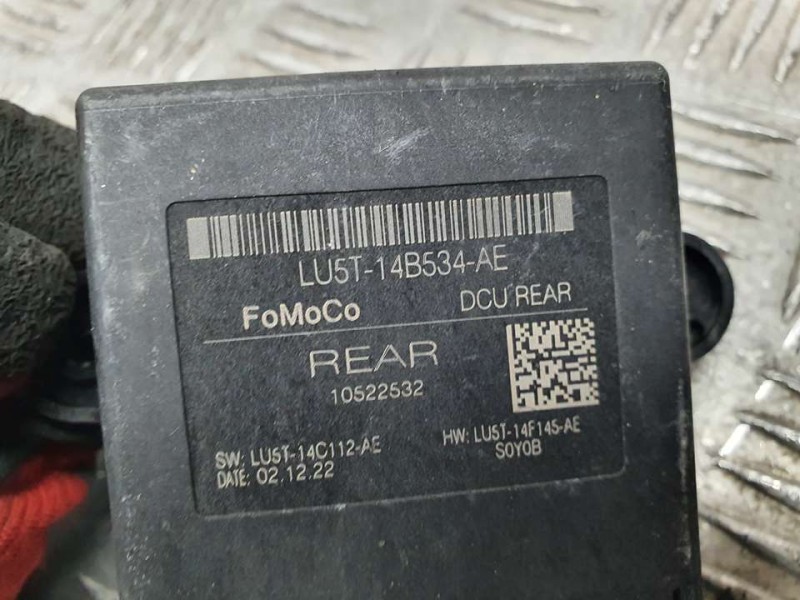 LU5T-14B534-AE
FoMoCo DCU REAR
REAR
10522532
SW: LU5T-14C112-AE HW: LU5T-14F145-AE
DATE: 02.12.22 S0Y0B